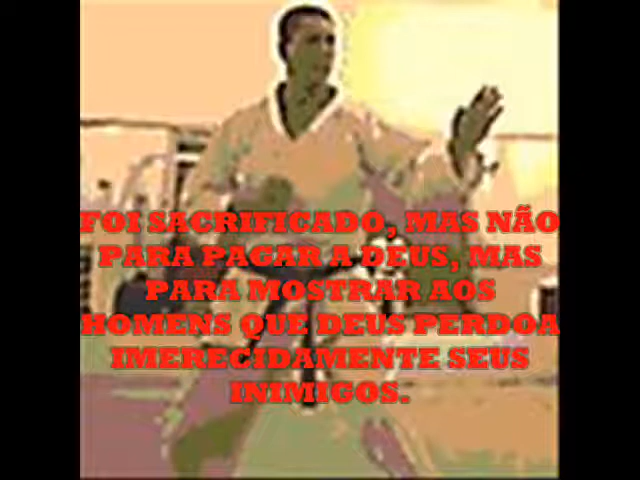 FOI SACRIFICADO, MAS NÃO
PARA PAGAR A DEUS, MAS
PARA MOSTRAR AOS
HOMENS QUE DEUS PERDOA
IMERECIDAMENTE SEUS
INIMIGOS.